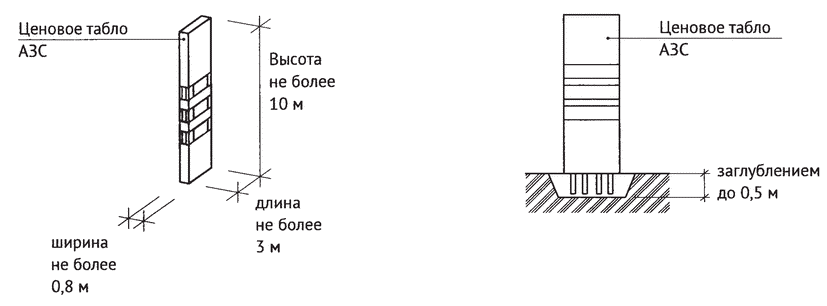 Ценовое табло
АЗС
Высота
не более
10 м
длина
не более
3 м
ширина
не более
0,8 м
Ценовое табло
АЗС
заглублением
до 0,5 м